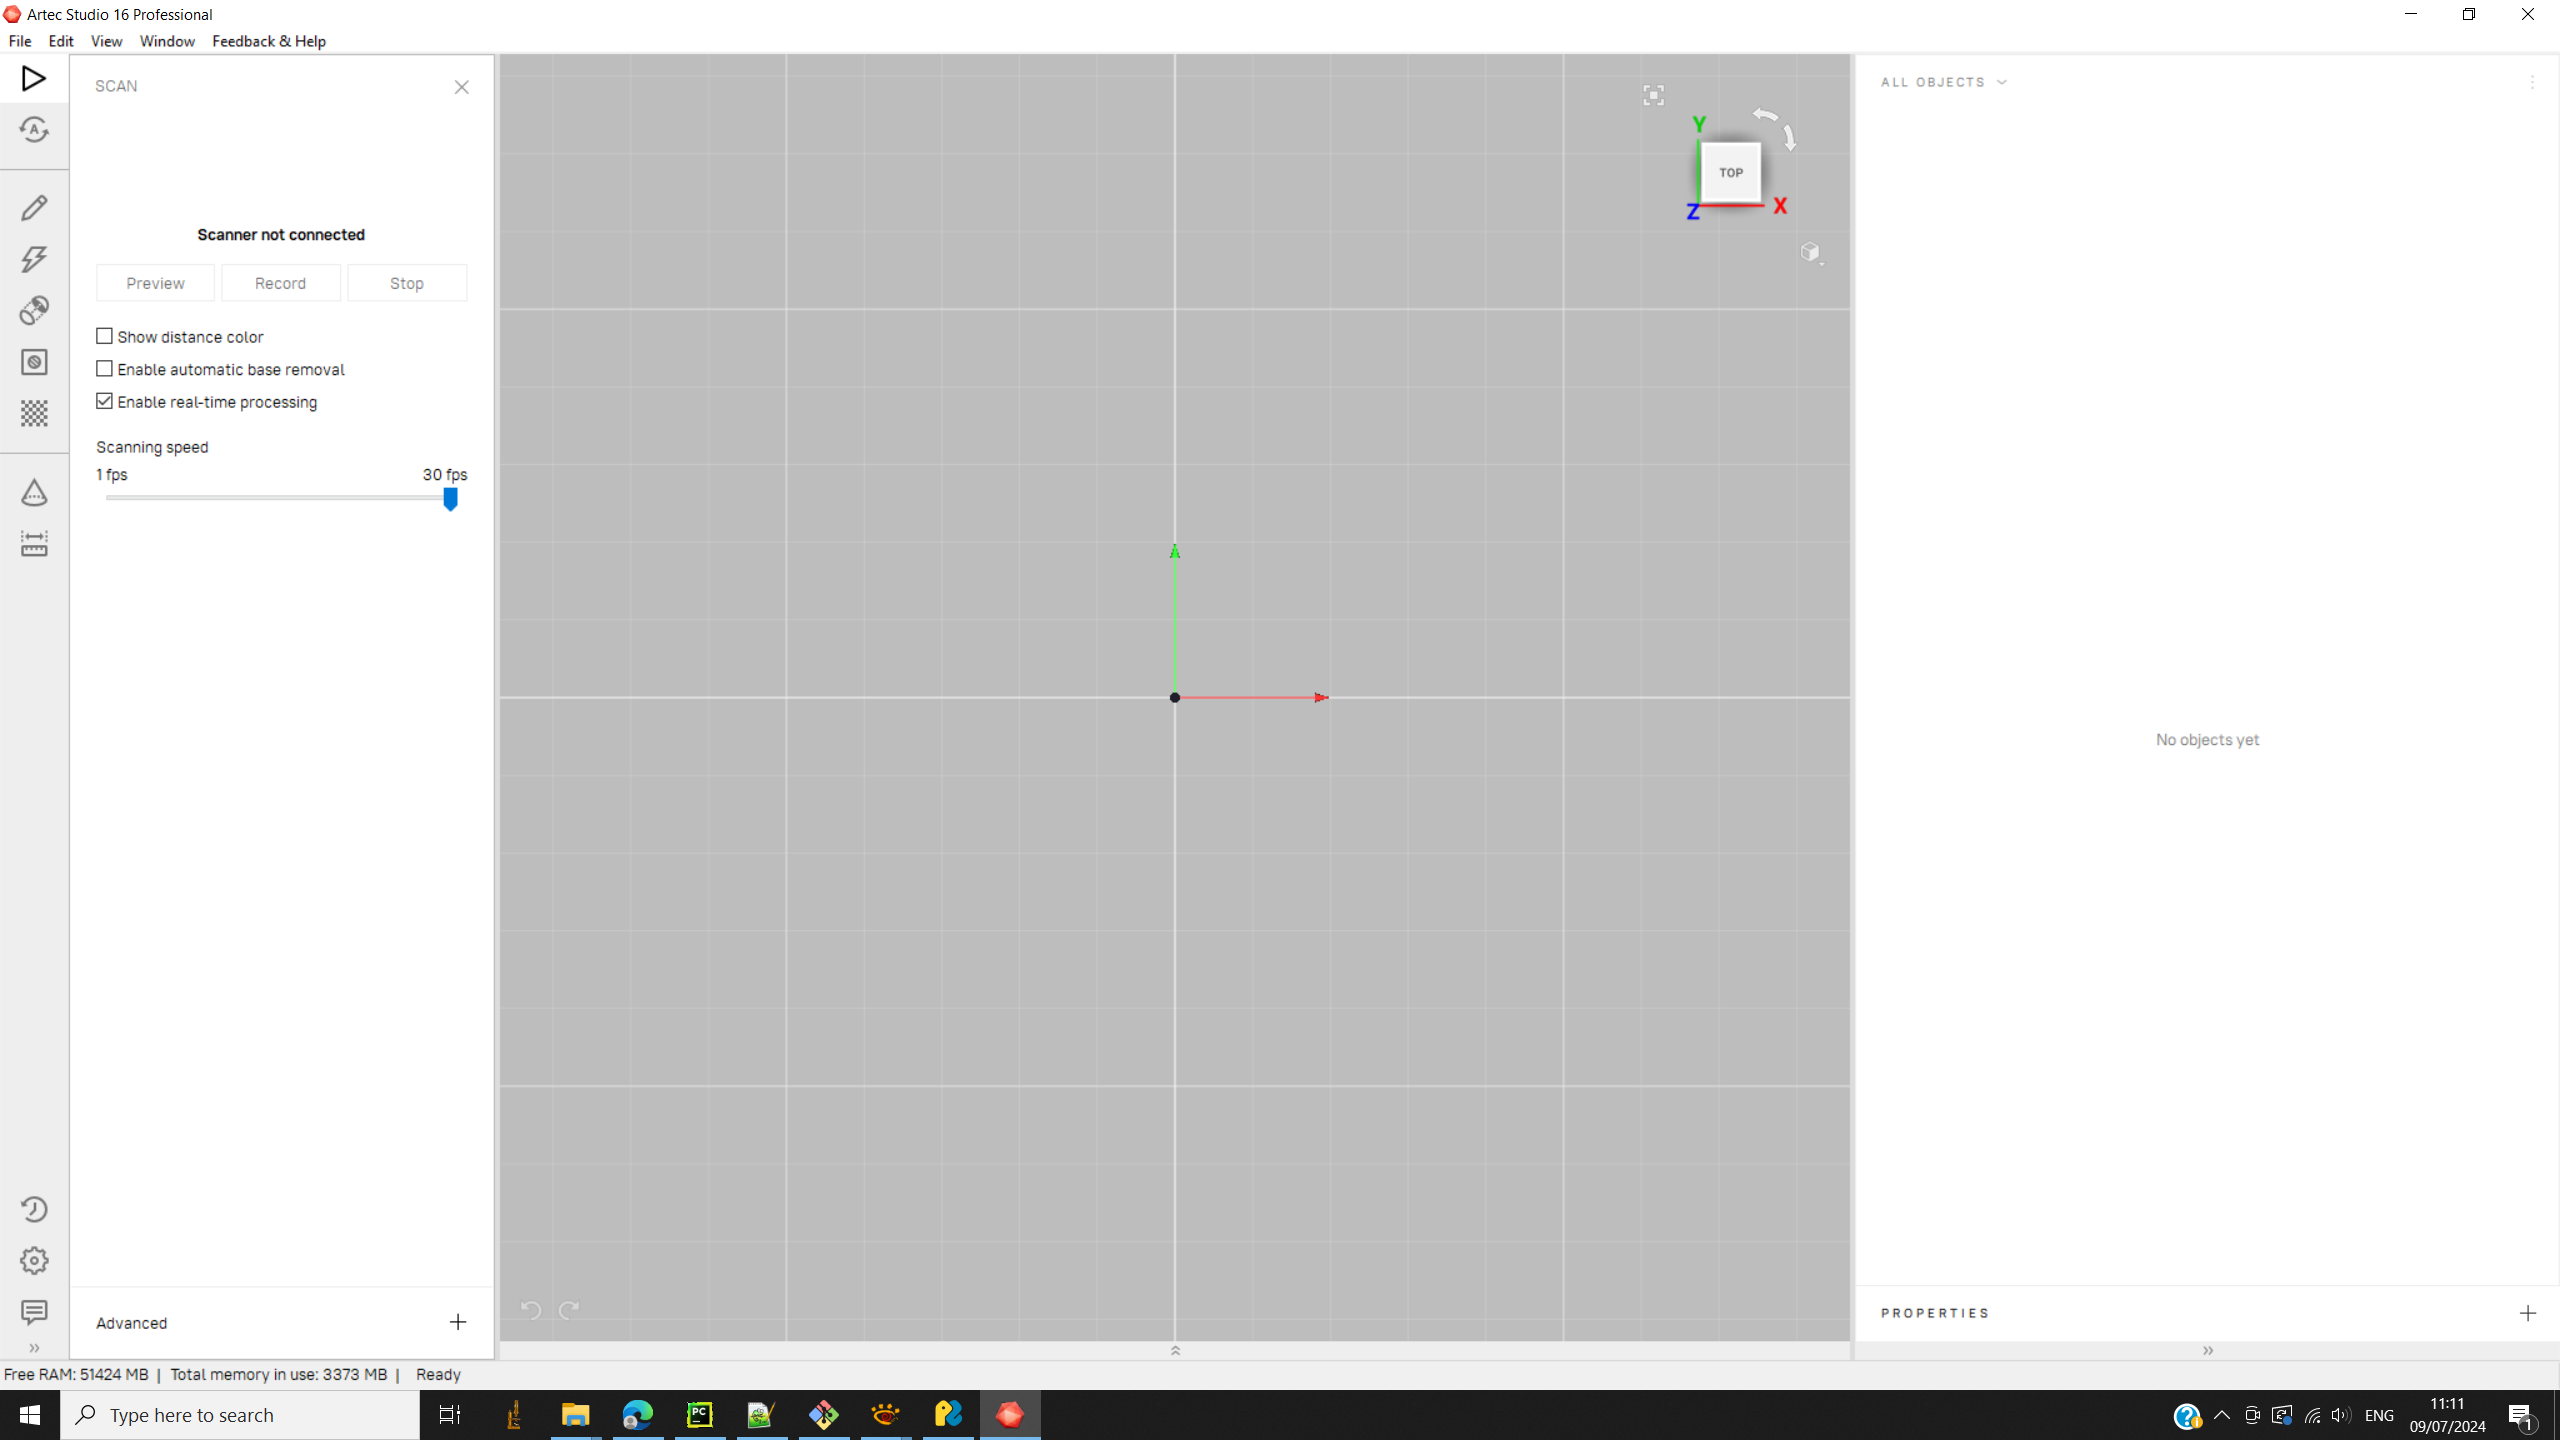 Artec Studio 16 Professional
File Edit View Window Feedback & Help
SCAN
Scanner not connected
Preview Record Stop
Show distance color
Enable automatic base removal
Enable real-time processing
Scanning speed
1 fps 30 fps
Advanced
Y
TOP
Z X
ALL OBJECTS
No objects yet
PROPERTIES
Free RAM: 51424 MB | Total memory in use: 3373 MB | Ready
Type here to search
PC
ENG
11:11
09/07/2024
1